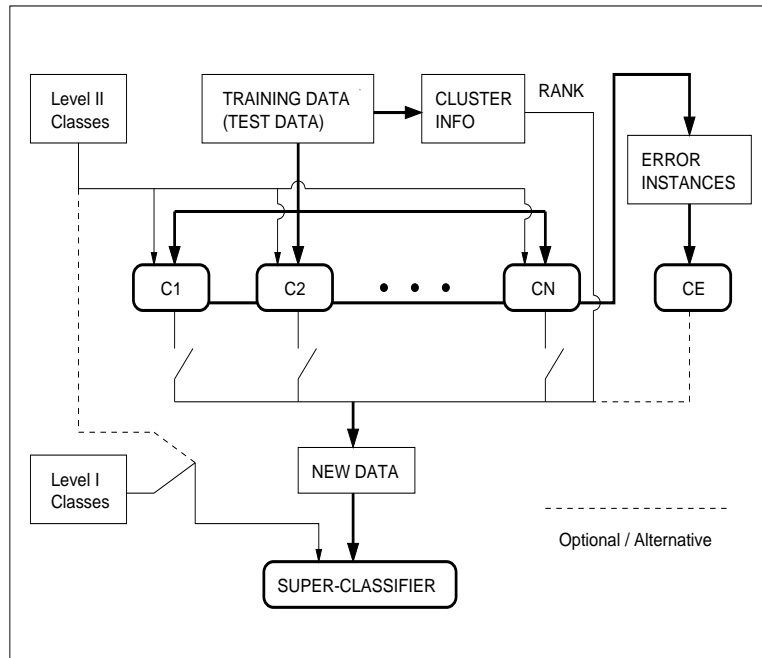 Level II
Classes
TRAINING DATA
(TEST DATA)
CLUSTER
INFO
RANK
ERROR
INSTANCES
C1
C2
CN
CE
Level I
Classes
NEW DATA
Optional / Alternative
SUPER-CLASSIFIER